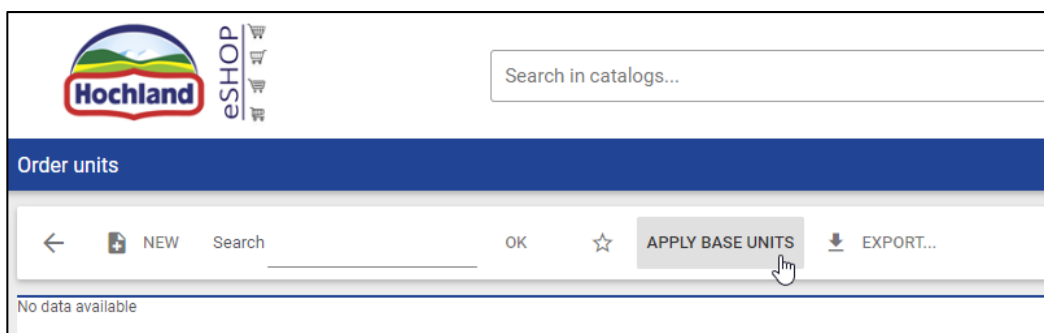 Hochland
eSHOP
Search in catalogs...
Order units
NEW Search OK APPLY BASE UNITS EXPORT...
No data available